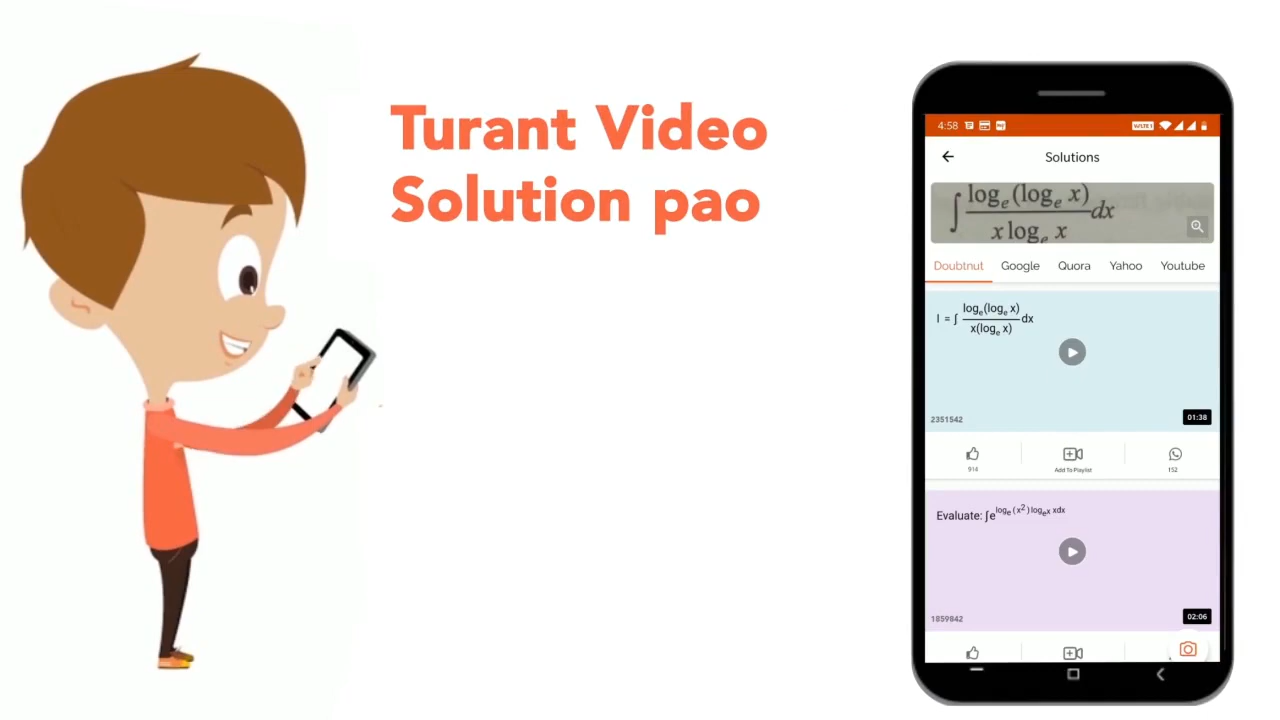 Turant Video
Solution pao
4:58
VoLTE1
Solutions
∫ logₑ(logₑ x) / x logₑ x dx
Doubtnut Google Quora Yahoo Youtube
I = ∫ logₑ(logₑ x) / x(logₑ x) dx
2351542 01:38
914 Add To Playlist 152
Evaluate: ∫e^logₑ(x²)logₑx xdx
1859842 02:06